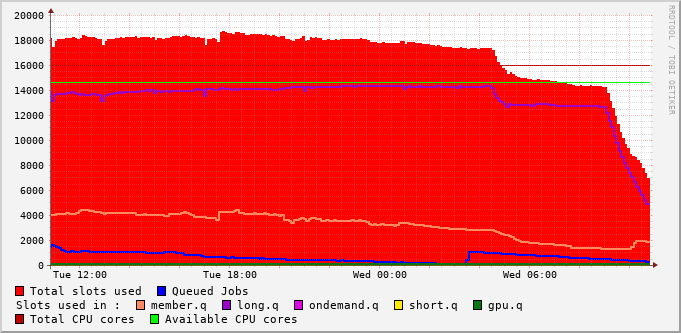 20000
18000
16000
14000
12000
10000
8000
6000
4000
2000
0
Tue 12:00 Tue 18:00 Wed 00:00 Wed 06:00
RRDTOOL / TOBI OETIKER
Total slots used Queued Jobs
Slots used in : member.q long.q ondemand.q short.q gpu.q
Total CPU cores Available CPU cores